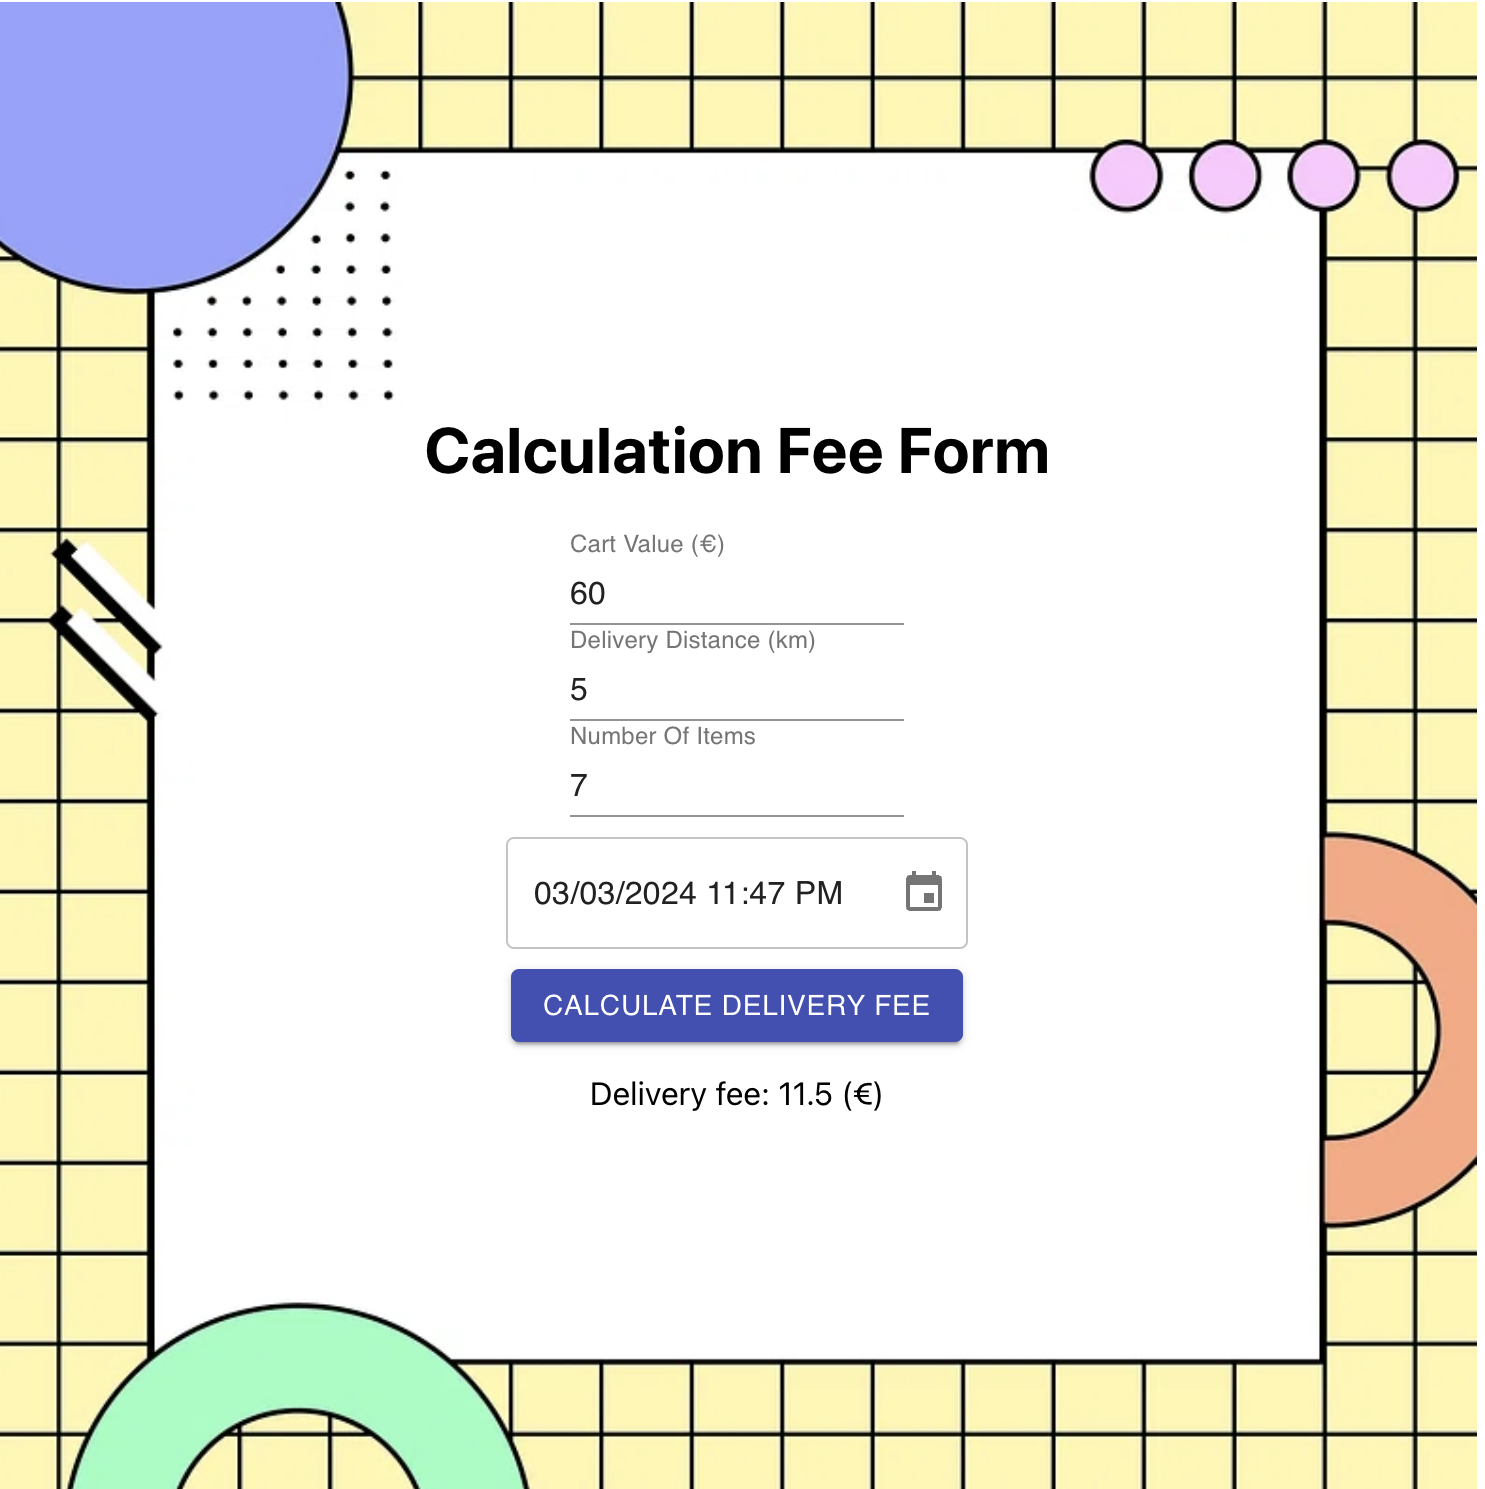 Calculation Fee Form
Cart Value (€)
60
Delivery Distance (km)
5
Number Of Items
7
03/03/2024 11:47 PM
CALCULATE DELIVERY FEE
Delivery fee: 11.5 (€)